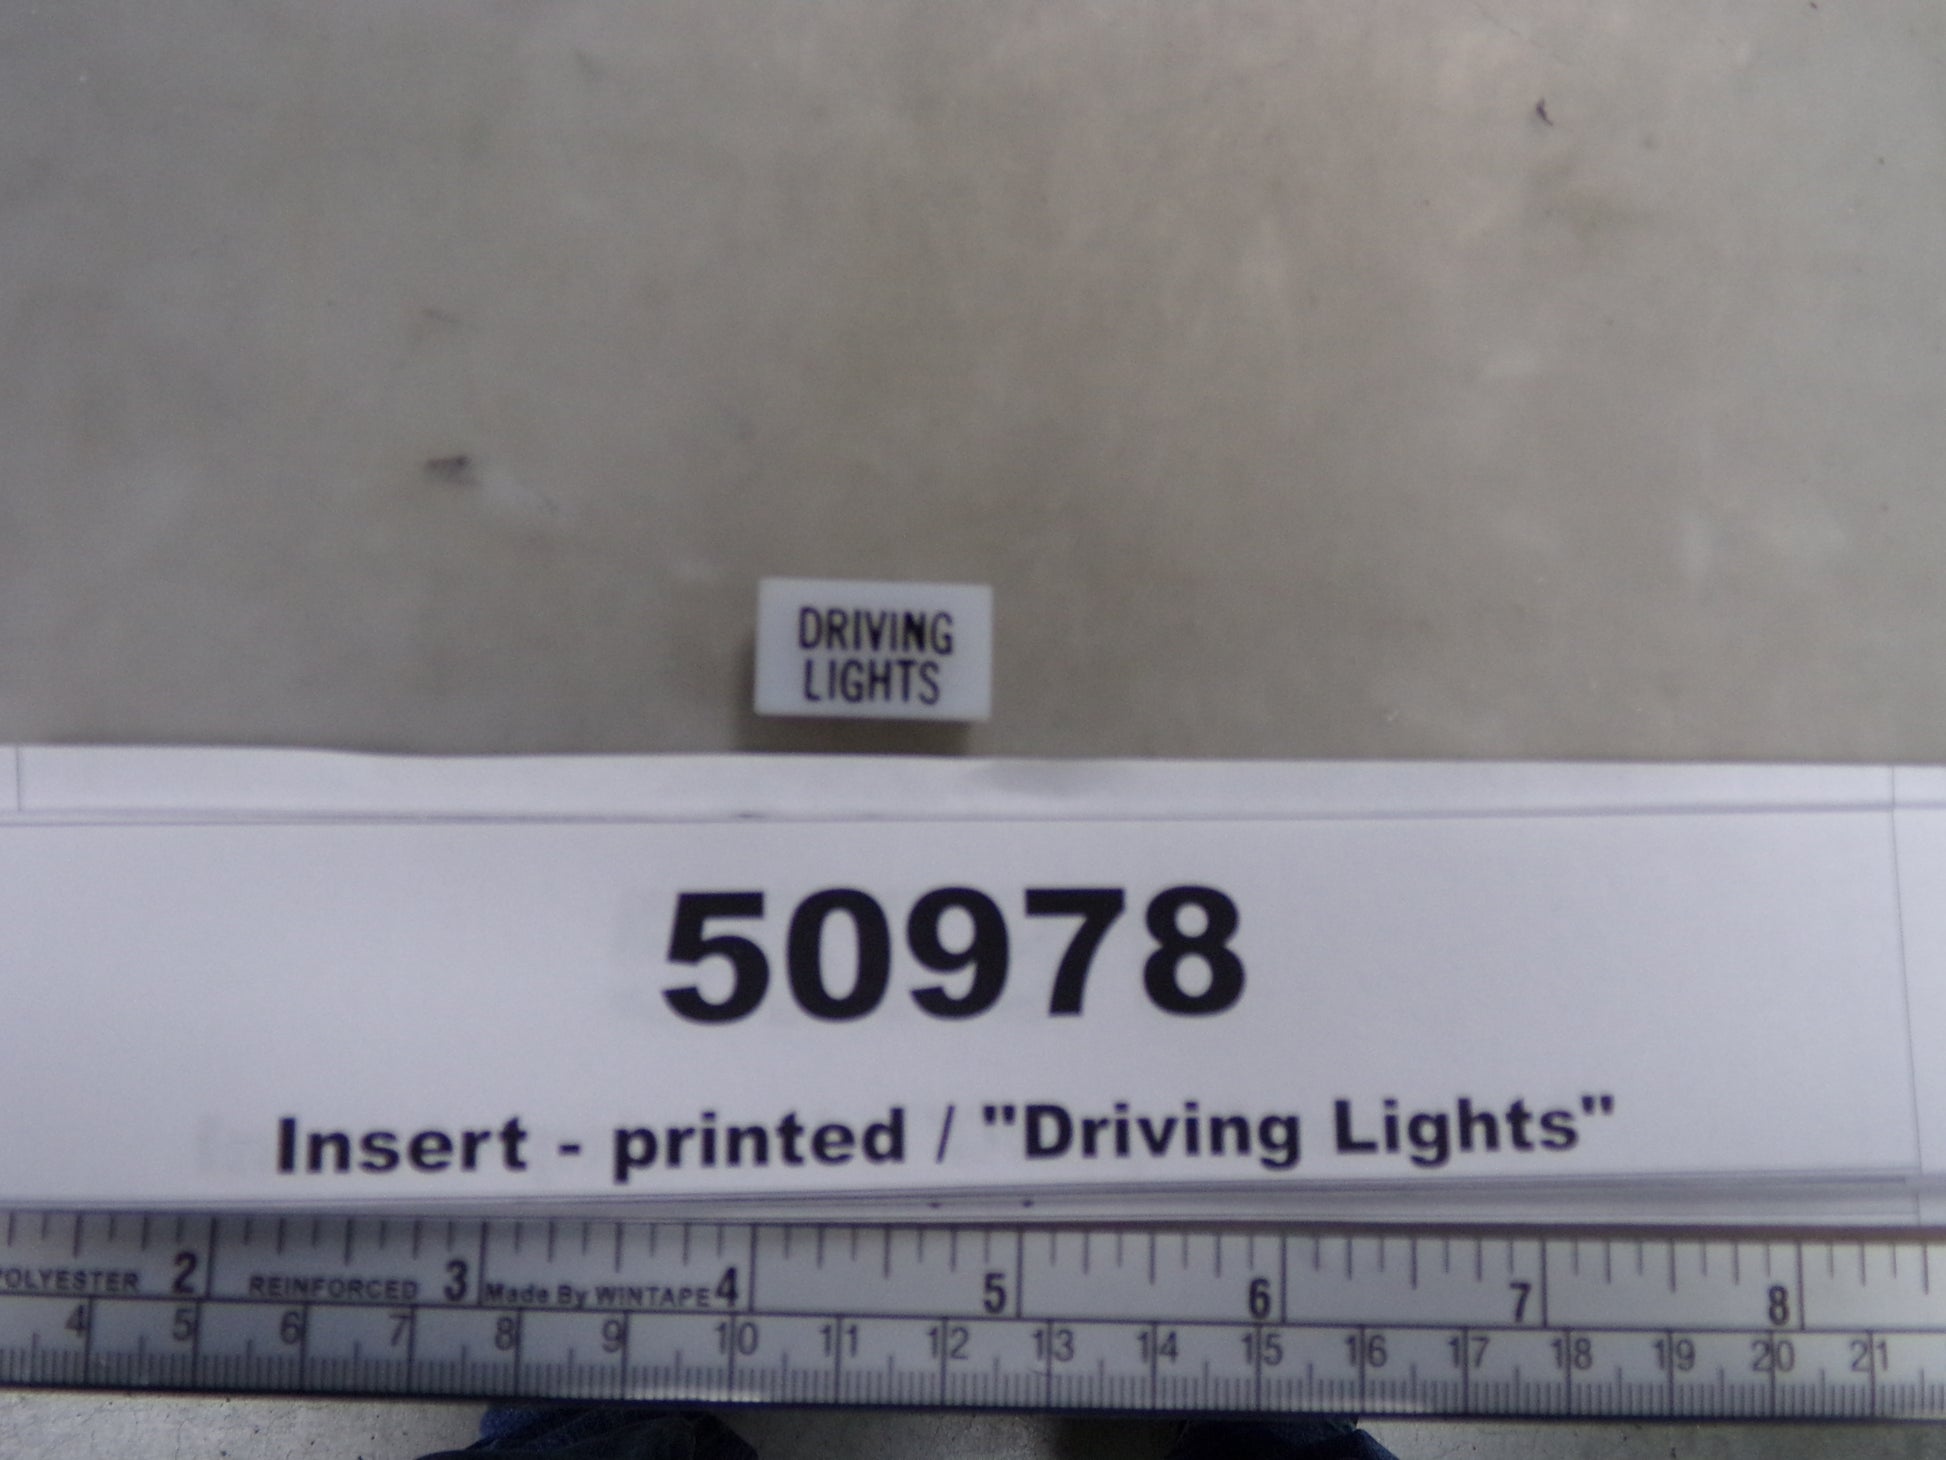 DRIVING
LIGHTS
50978
Insert - printed / "Driving Lights"
2 3 4 5 6 7 8
POLYESTER REINFORCED Made By WINTAPE
4 5 6 7 8 9 10 11 12 13 14 15 16 17 18 19 20 21